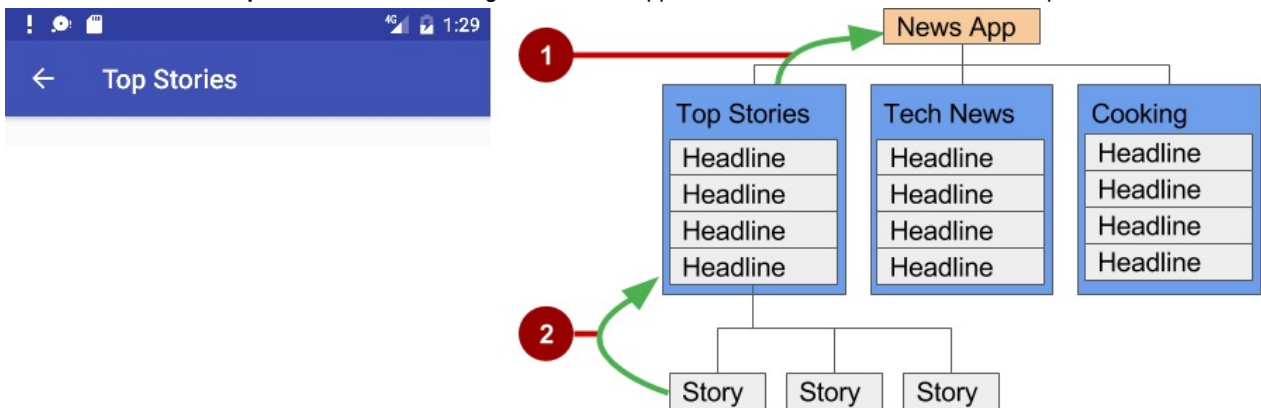 4G 1:29
Top Stories
1
2
News App
Top Stories
Headline
Headline
Headline
Headline
Tech News
Headline
Headline
Headline
Headline
Cooking
Headline
Headline
Headline
Headline
Story
Story
Story